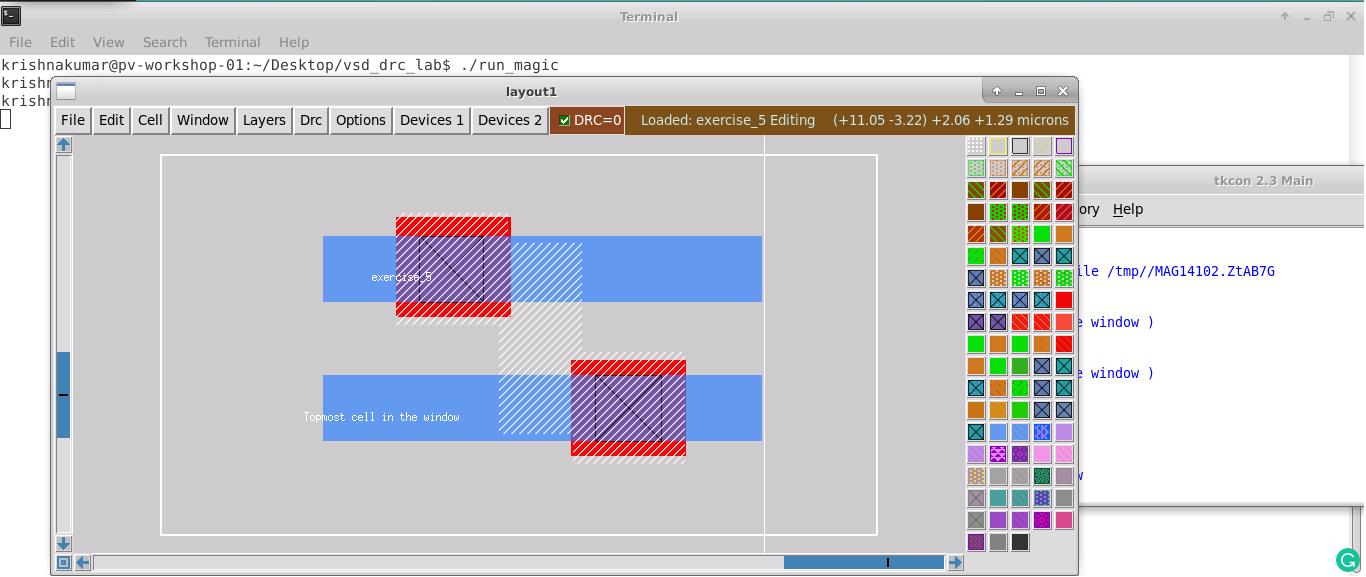 Terminal
File Edit View Search Terminal Help
krishnakumar@pv-workshop-01:~/Desktop/vsd_drc_lab$ ./run_magic
krishn
krishn
layout1
File Edit Cell Window Layers Drc Options Devices 1 Devices 2 DRC=0 Loaded: exercise_5 Editing (+11.05 -3.22) +2.06 +1.29 microns
tkcon 2.3 Main
ory Help
ile /tmp//MAG14102.ZtAB7G
exercise_5
e window )
e window )
Topmost cell in the window
w